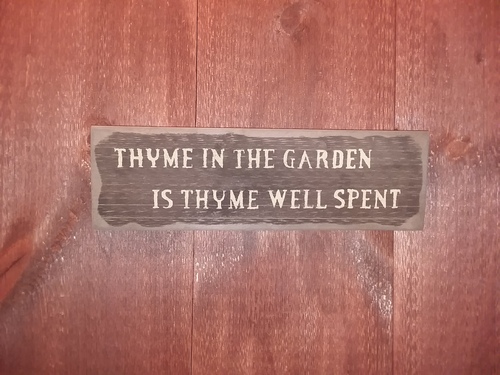 THYME IN THE GARDEN
IS THYME WELL SPENT